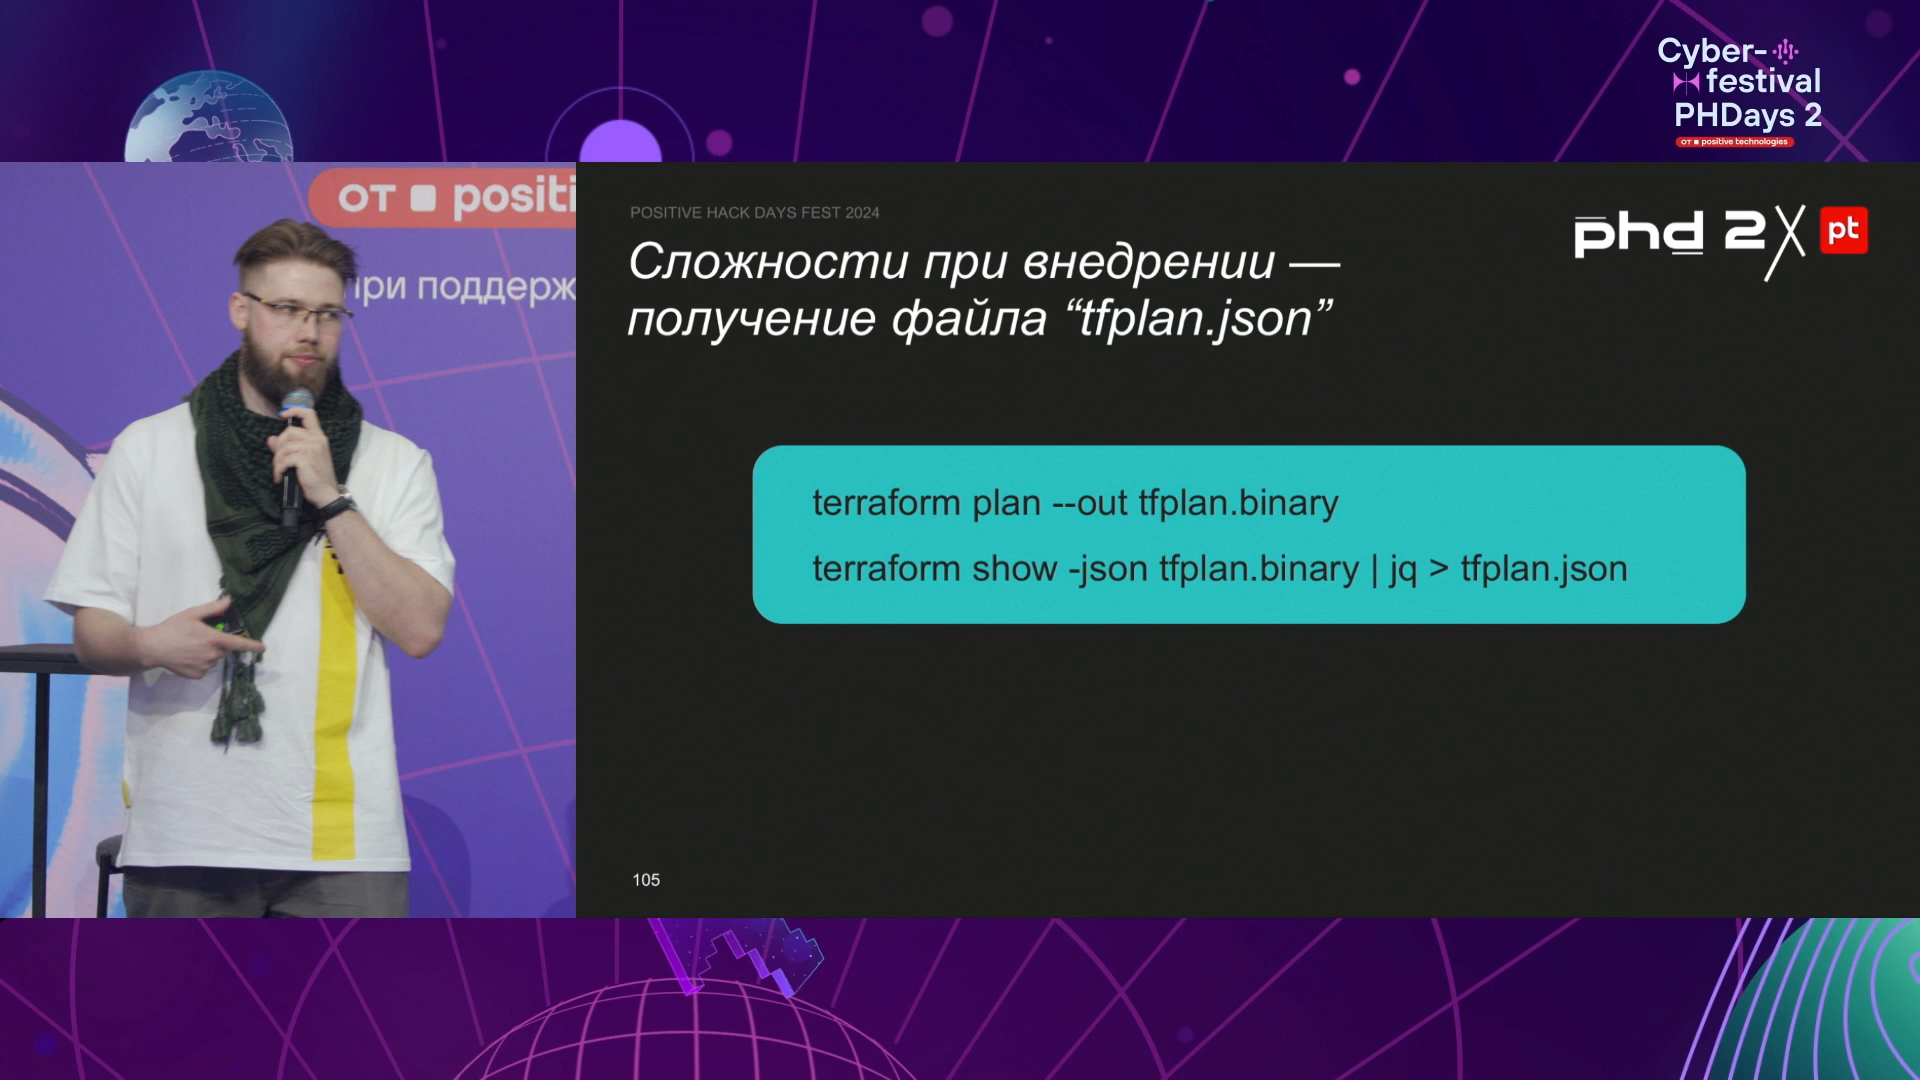 Cyber-
festival
PHDays 2
от positive technologies
от positi
при поддерж
POSITIVE HACK DAYS FEST 2024
phd 2 pt
Сложности при внедрении —
получение файла “tfplan.json”
terraform plan --out tfplan.binary
terraform show -json tfplan.binary | jq > tfplan.json
105